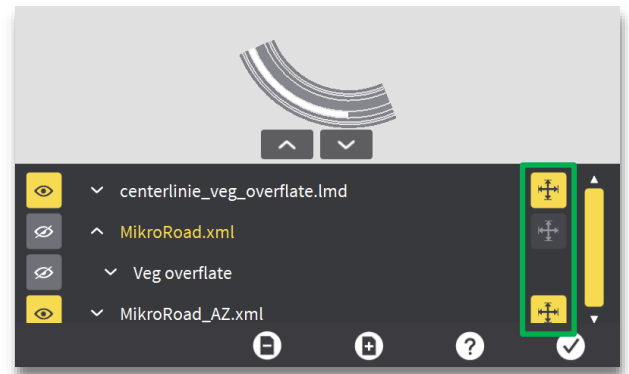 centerlinie_veg_overflate.lmd
MikroRoad.xml
Veg overflate
MikroRoad_AZ.xml
?